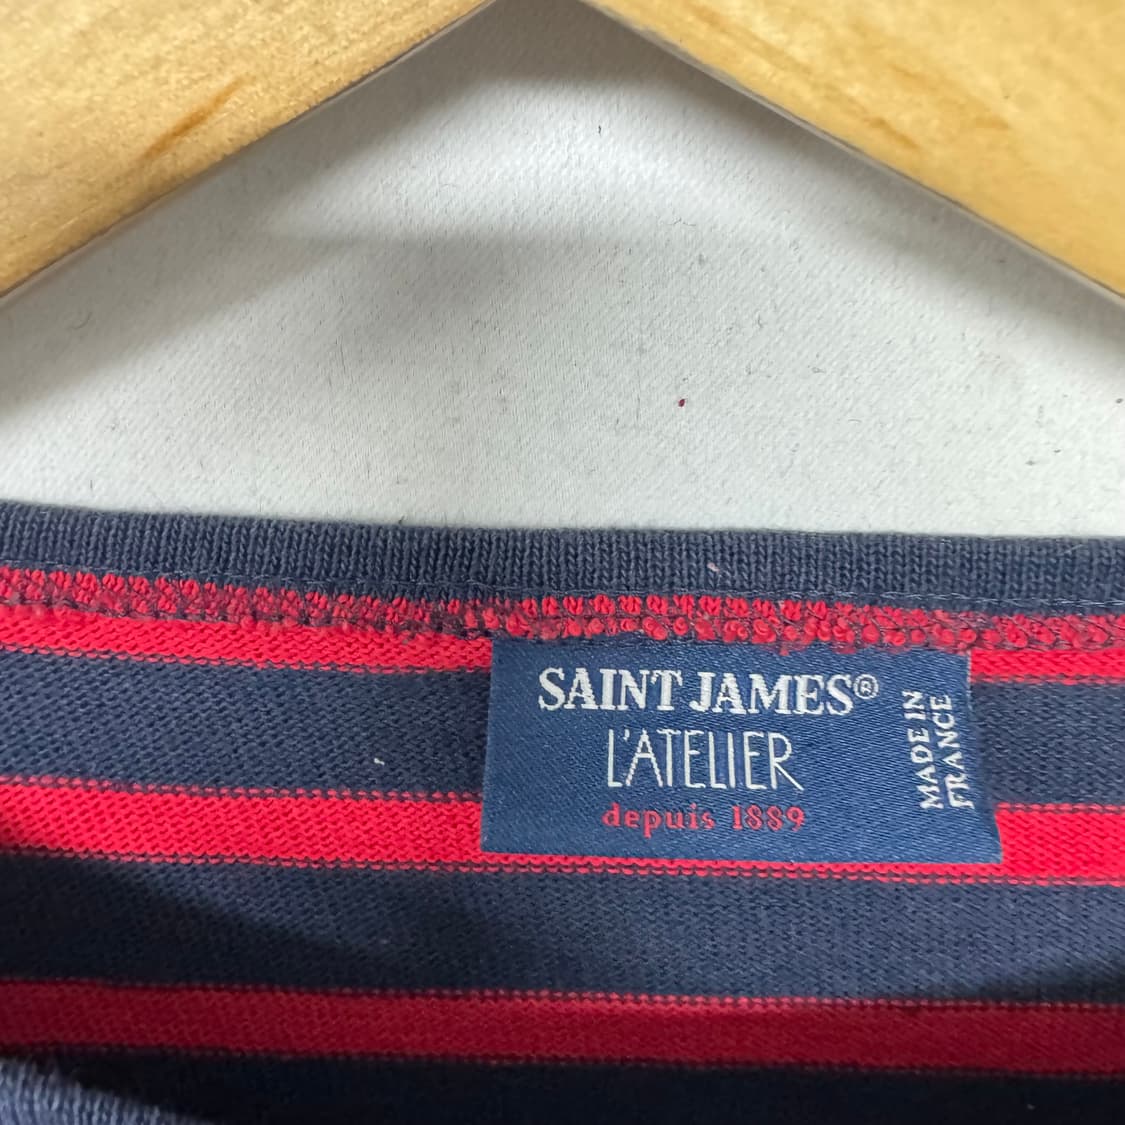 SAINT JAMES®
L'ATELIER
depuis 1889
MADE IN
FRANCE